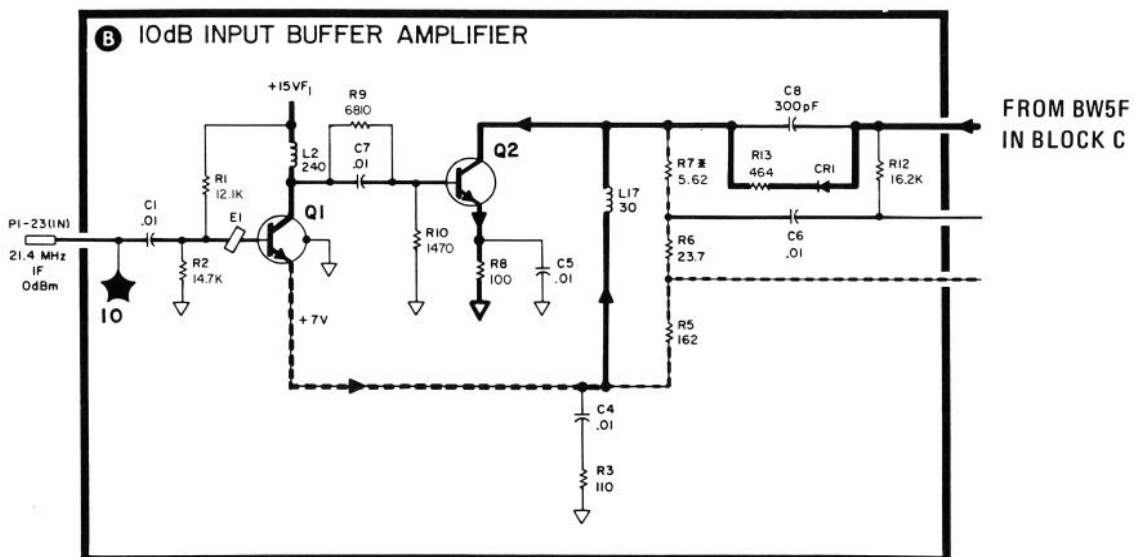 B 10dB INPUT BUFFER AMPLIFIER
+15VF1
R9
6810
C8
300pF
FROM BW5F
IN BLOCK C
L2
240
C7
.01
Q2
R13
464
CR1
R7*
5.62
R12
16.2K
R1
12.1K
L17
30
C1
.01
E1
Q1
P1-23(IN)
21.4 MHz
IF
0dBm
R2
14.7K
R10
1470
R8
100
C5
.01
R6
23.7
C6
.01
10
+7V
R5
162
C4
.01
R3
110